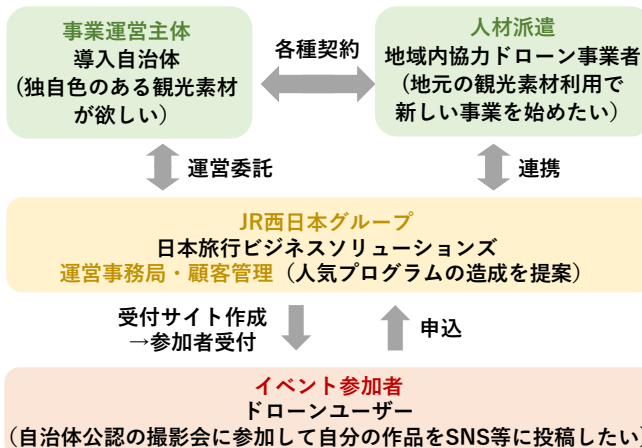 事業運営主体
導入自治体
(独自色のある観光素材
が欲しい)
各種契約
人材派遣
地域内協力ドローン事業者
(地元の観光素材利用で
新しい事業を始めたい)
運営委託
連携
JR西日本グループ
日本旅行ビジネスソリューションズ
運営事務局・顧客管理（人気プログラムの造成を提案）
受付サイト作成
→参加者受付
申込
イベント参加者
ドローンユーザー
(自治体公認の撮影会に参加して自分の作品をSNS等に投稿したい)